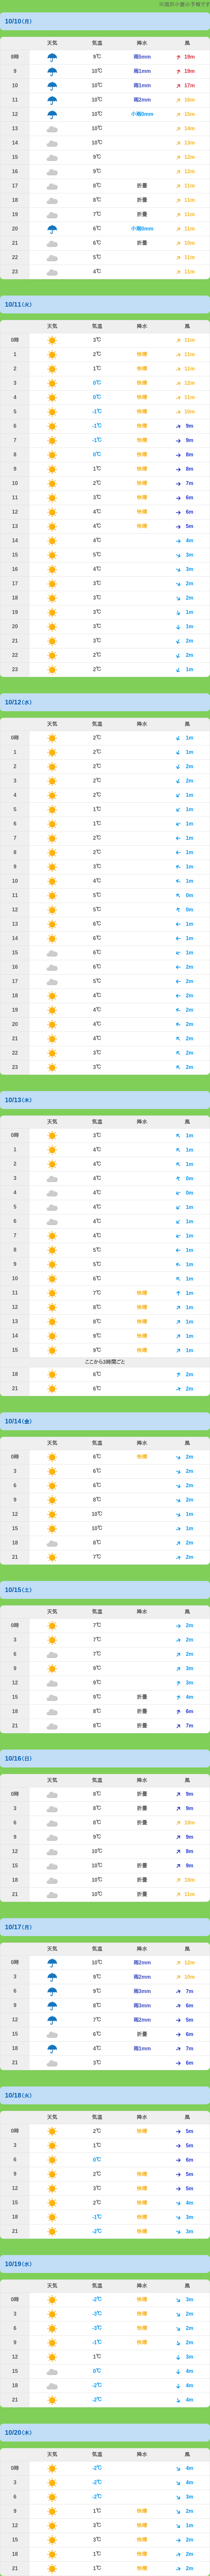 ※湯沢小屋の予報です
10/10(月)
天気 気温 降水 風
8時 9℃ 雨5mm 19m
9 10℃ 雨1mm 19m
10 10℃ 雨1mm 17m
11 10℃ 雨2mm 16m
12 10℃ 小雨0mm 15m
13 10℃ 14m
14 10℃ 13m
15 9℃ 12m
16 9℃ 12m
17 8℃ 折畳 11m
18 8℃ 折畳 11m
19 7℃ 折畳 11m
20 6℃ 小雨0mm 11m
21 6℃ 折畳 10m
22 5℃ 11m
23 4℃ 11m
10/11(火)
天気 気温 降水 風
0時 3℃ 11m
1 2℃ 快晴 11m
2 1℃ 快晴 11m
3 0℃ 快晴 12m
4 0℃ 快晴 11m
5 -1℃ 快晴 10m
6 -1℃ 快晴 9m
7 -1℃ 快晴 9m
8 0℃ 快晴 8m
9 1℃ 快晴 8m
10 2℃ 快晴 7m
11 3℃ 快晴 6m
12 4℃ 快晴 6m
13 4℃ 快晴 5m
14 4℃ 4m
15 5℃ 3m
16 4℃ 3m
17 3℃ 2m
18 3℃ 2m
19 3℃ 1m
20 3℃ 1m
21 3℃ 2m
22 2℃ 2m
23 2℃ 1m
10/12(水)
天気 気温 降水 風
0時 2℃ 1m
1 2℃ 1m
2 2℃ 2m
3 2℃ 2m
4 2℃ 1m
5 1℃ 1m
6 1℃ 1m
7 2℃ 1m
8 2℃ 1m
9 3℃ 1m
10 4℃ 1m
11 5℃ 0m
12 5℃ 0m
13 6℃ 1m
14 6℃ 1m
15 6℃ 1m
16 6℃ 2m
17 5℃ 2m
18 4℃ 2m
19 4℃ 2m
20 4℃ 2m
21 4℃ 2m
22 3℃ 2m
23 3℃ 2m
10/13(木)
天気 気温 降水 風
0時 3℃ 1m
1 4℃ 1m
2 4℃ 1m
3 4℃ 0m
4 4℃ 0m
5 4℃ 1m
6 4℃ 1m
7 4℃ 1m
8 5℃ 1m
9 5℃ 1m
10 6℃ 1m
11 7℃ 快晴 1m
12 8℃ 快晴 1m
13 8℃ 快晴 1m
14 9℃ 快晴 1m
15 9℃ 快晴 1m
ここから3時間ごと
18 6℃ 2m
21 6℃ 2m
10/14(金)
天気 気温 降水 風
0時 6℃ 快晴 2m
3 6℃ 2m
6 6℃ 2m
9 8℃ 2m
12 10℃ 1m
15 10℃ 1m
18 8℃ 2m
21 7℃ 2m
10/15(土)
天気 気温 降水 風
0時 7℃ 2m
3 7℃ 2m
6 7℃ 2m
9 9℃ 3m
12 9℃ 3m
15 9℃ 折畳 4m
18 8℃ 折畳 6m
21 8℃ 折畳 7m
10/16(日)
天気 気温 降水 風
0時 8℃ 折畳 9m
3 8℃ 折畳 9m
6 8℃ 折畳 10m
9 9℃ 9m
12 10℃ 8m
15 10℃ 折畳 9m
18 10℃ 折畳 10m
21 10℃ 折畳 11m
10/17(月)
天気 気温 降水 風
0時 10℃ 雨2mm 12m
3 9℃ 雨2mm 10m
6 9℃ 雨3mm 7m
9 8℃ 雨3mm 6m
12 7℃ 雨2mm 5m
15 6℃ 折畳 6m
18 4℃ 雨1mm 7m
21 3℃ 6m
10/18(火)
天気 気温 降水 風
0時 2℃ 快晴 5m
3 1℃ 5m
6 0℃ 6m
9 2℃ 快晴 5m
12 3℃ 快晴 5m
15 2℃ 快晴 4m
18 -1℃ 快晴 3m
21 -2℃ 快晴 3m
10/19(水)
天気 気温 降水 風
0時 -2℃ 快晴 3m
3 -3℃ 快晴 2m
6 -3℃ 快晴 2m
9 -1℃ 快晴 2m
12 1℃ 3m
15 0℃ 4m
18 -2℃ 4m
21 -2℃ 4m
10/20(木)
天気 気温 降水 風
0時 -2℃ 4m
3 -2℃ 4m
6 -2℃ 3m
9 1℃ 快晴 2m
12 3℃ 快晴 1m
15 3℃ 快晴 2m
18 1℃ 快晴 2m
21 1℃ 快晴 2m